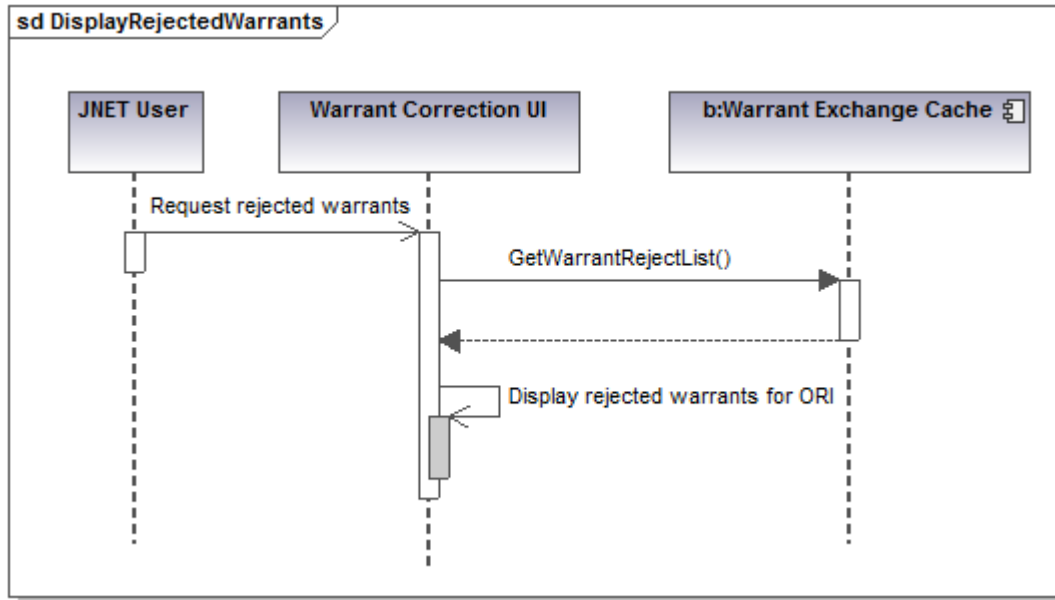 sd DisplayRejectedWarrants
JNET User
Warrant Correction UI
b:Warrant Exchange Cache
Request rejected warrants
GetWarrantRejectList()
Display rejected warrants for ORI